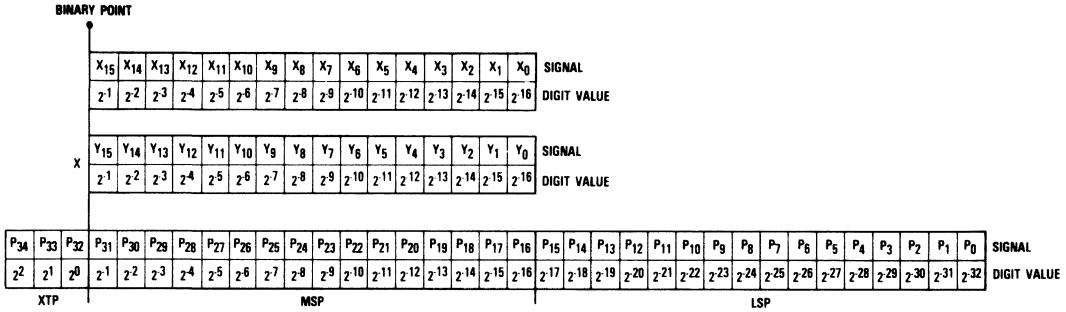 BINARY POINT
X15 X14 X13 X12 X11 X10 X9 X8 X7 X6 X5 X4 X3 X2 X1 X0 SIGNAL
2-1 2-2 2-3 2-4 2-5 2-6 2-7 2-8 2-9 2-10 2-11 2-12 2-13 2-14 2-15 2-16 DIGIT VALUE
X
Y15 Y14 Y13 Y12 Y11 Y10 Y9 Y8 Y7 Y6 Y5 Y4 Y3 Y2 Y1 Y0 SIGNAL
2-1 2-2 2-3 2-4 2-5 2-6 2-7 2-8 2-9 2-10 2-11 2-12 2-13 2-14 2-15 2-16 DIGIT VALUE
P34 P33 P32 P31 P30 P29 P28 P27 P26 P25 P24 P23 P22 P21 P20 P19 P18 P17 P16 P15 P14 P13 P12 P11 P10 P9 P8 P7 P6 P5 P4 P3 P2 P1 P0 SIGNAL
22 21 20 2-1 2-2 2-3 2-4 2-5 2-6 2-7 2-8 2-9 2-10 2-11 2-12 2-13 2-14 2-15 2-16 2-17 2-18 2-19 2-20 2-21 2-22 2-23 2-24 2-25 2-26 2-27 2-28 2-29 2-30 2-31 2-32 DIGIT VALUE
XTP MSP LSP